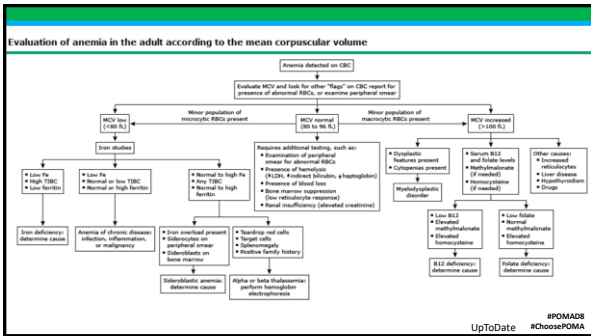 Evaluation of anemia in the adult according to the mean corpuscular volume
Anemia detected on CBC
Evaluate MCV and look for other "flags" on CBC report for
presence of abnormal RBCs, or examine peripheral smear
Minor population of
microcytic RBCs present
Minor population of
macrocytic RBCs present
MCV low
(<80 fL)
MCV normal
(80 to 96 fL)
MCV increased
(>100 fL)
Iron studies
Requires additional testing, such as:
• Examination of peripheral
smear for abnormal RBCs
• Presence of hemolysis
(↑LDH, ↑indirect bilirubin, ↓haptoglobin)
• Presence of blood loss
• Bone marrow suppression
(low reticulocyte response)
• Renal insufficiency (elevated creatinine)
• Dysplastic
features present
• Cytopenias present
• Serum B12
and folate levels
• Methylmalonate
(if needed)
• Homocysteine
(if needed)
Other causes:
• Increased
reticulocytes
• Liver disease
• Hypothyroidism
• Drugs
• Low Fe
• High TIBC
• Low ferritin
• Low Fe
• Normal or low TIBC
• Normal or high ferritin
• Normal to high Fe
• Any TIBC
• Normal to
high ferritin
Myelodysplastic
disorder
Iron deficiency:
determine cause
Anemia of chronic disease:
infection, inflammation,
or malignancy
• Iron overload present
• Siderocytes on
peripheral smear
• Sideroblasts on
bone marrow
• Teardrop red cells
• Target cells
• Splenomegaly
• Positive family history
• Low B12
• Elevated
methylmalonate
• Elevated
homocysteine
• Low folate
• Normal
methylmalonate
• Elevated
homocysteine
Sideroblastic anemia:
determine cause
Alpha or beta thalassemia:
perform hemoglobin
electrophoresis
B12 deficiency:
determine cause
Folate deficiency:
determine cause
UpToDate
#POMAD8
#ChoosePOMA